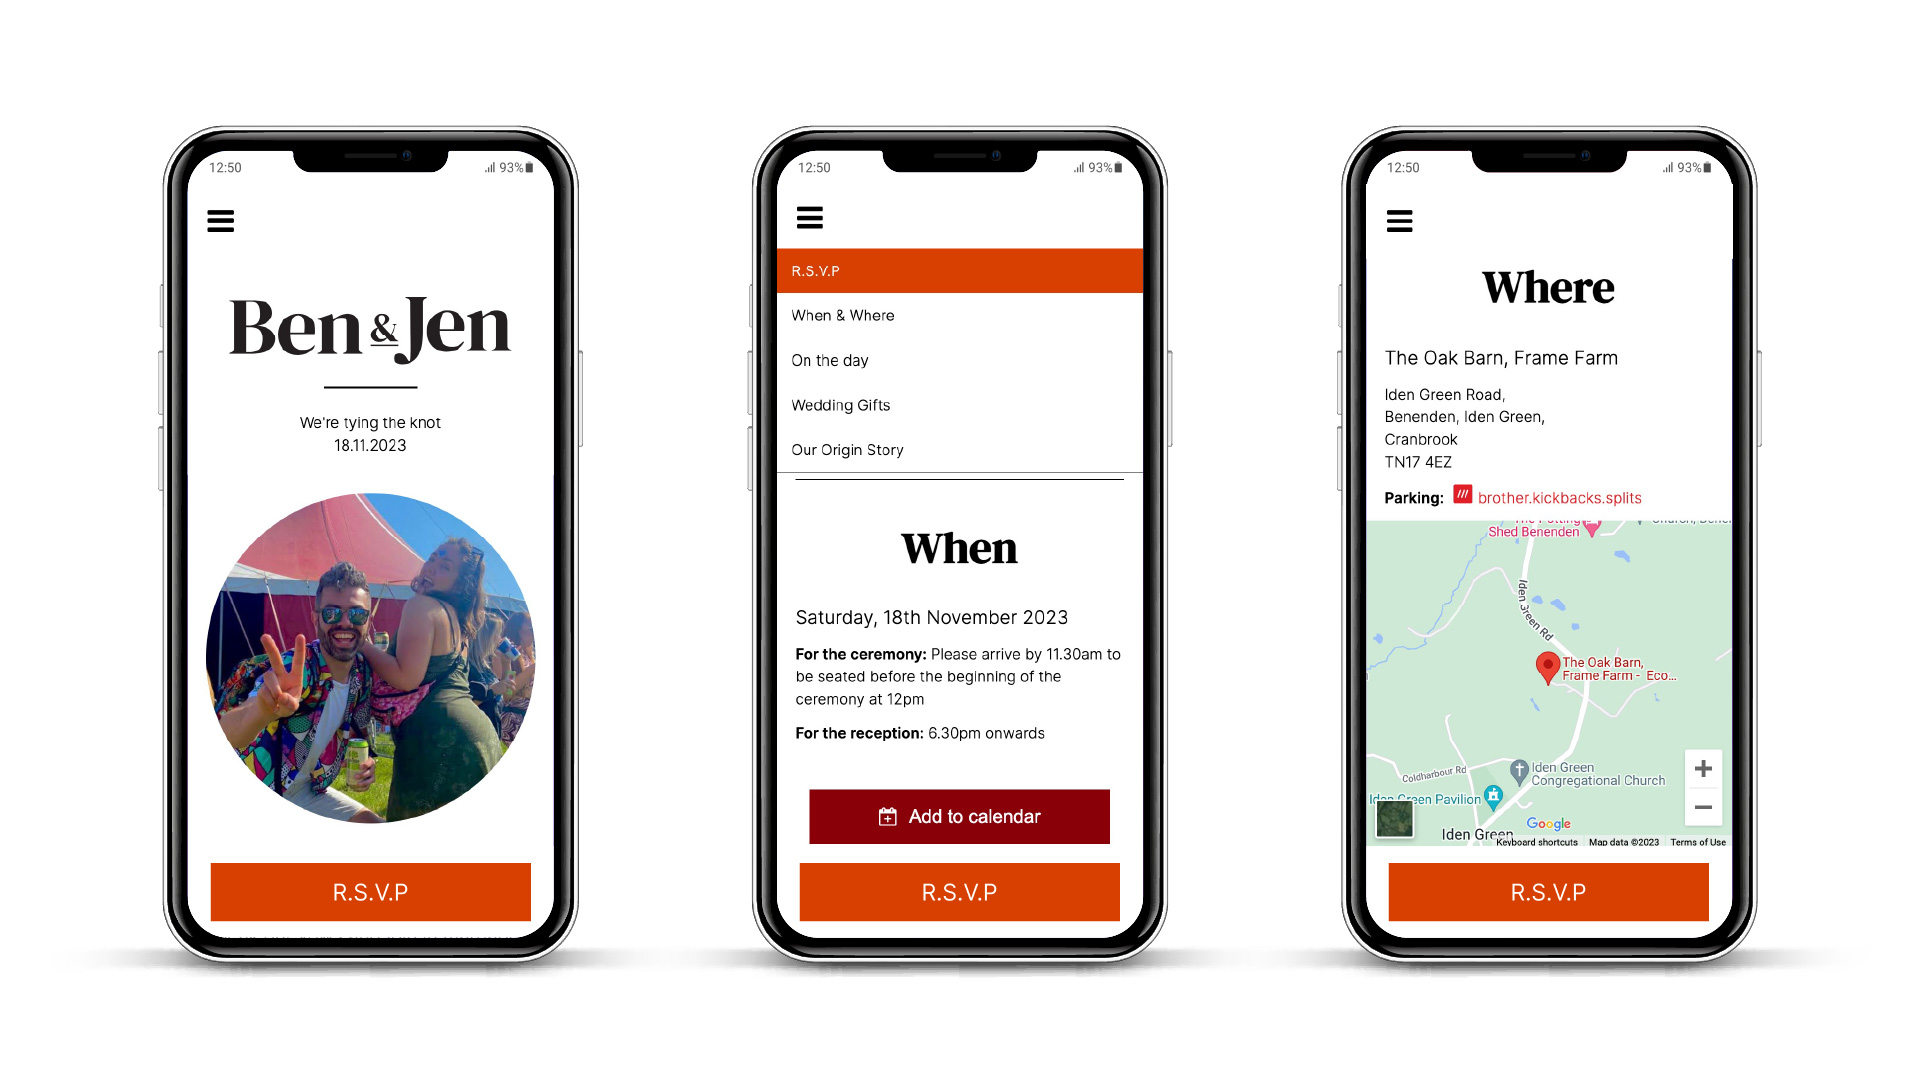 12:50
93%
Ben & Jen
We're tying the knot
18.11.2023
R.S.V.P
12:50
93%
R.S.V.P
When & Where
On the day
Wedding Gifts
Our Origin Story
When
Saturday, 18th November 2023
For the ceremony: Please arrive by 11.30am to
be seated before the beginning of the
ceremony at 12pm
For the reception: 6.30pm onwards
Add to calendar
R.S.V.P
12:50
93%
Where
The Oak Barn, Frame Farm
Iden Green Road,
Benenden, Iden Green,
Cranbrook
TN17 4EZ
Parking: /// brother.kickbacks.splits
Shed Benenden
Iden Green Rd
The Oak Barn,
Frame Farm - Eco...
Iden Green
Congregational Church
Coldharbour Rd
Iden Green Pavilion
Google
Iden Green
Keyboard shortcuts
Map data ©2023
Terms of Use
R.S.V.P